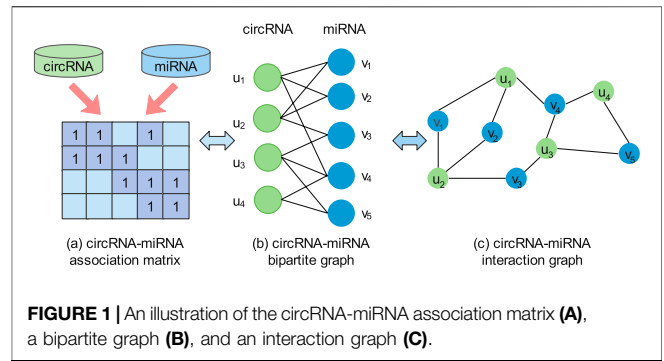 circRNA miRNA
circRNA miRNA
1 1 1
1 1 1
1 1 1
1 1
u1
u2
u3
u4
v1
v2
v3
v4
v5
u1
u4
v4
v1
v2
u3
v5
u2
v3
(a) circRNA-miRNA
association matrix
(b) circRNA-miRNA
bipartite graph
(c) circRNA-miRNA
interaction graph
FIGURE 1 | An illustration of the circRNA-miRNA association matrix (A),
a bipartite graph (B), and an interaction graph (C).